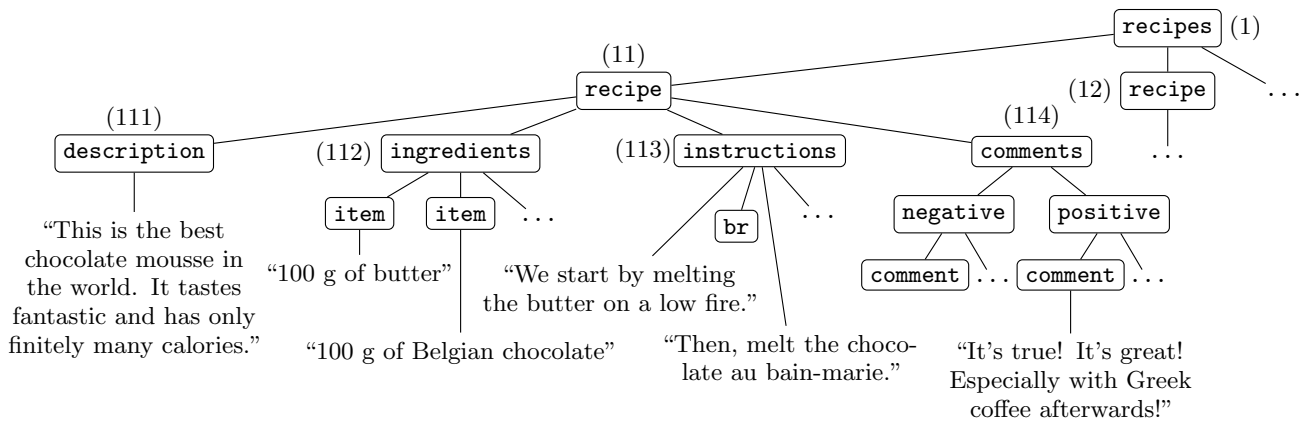 recipes (1)
(11)
recipe
(12) recipe
...
(111)
description
(112) ingredients
(113) instructions
(114)
comments
...
item
item
...
br
...
negative
positive
“This is the best
chocolate mousse in
the world. It tastes
fantastic and has only
finitely many calories.”
“100 g of butter”
“100 g of Belgian chocolate”
“We start by melting
the butter on a low fire.”
“Then, melt the choco-
late au bain-marie.”
comment
...
comment
...
“It's true! It's great!
Especially with Greek
coffee afterwards!”